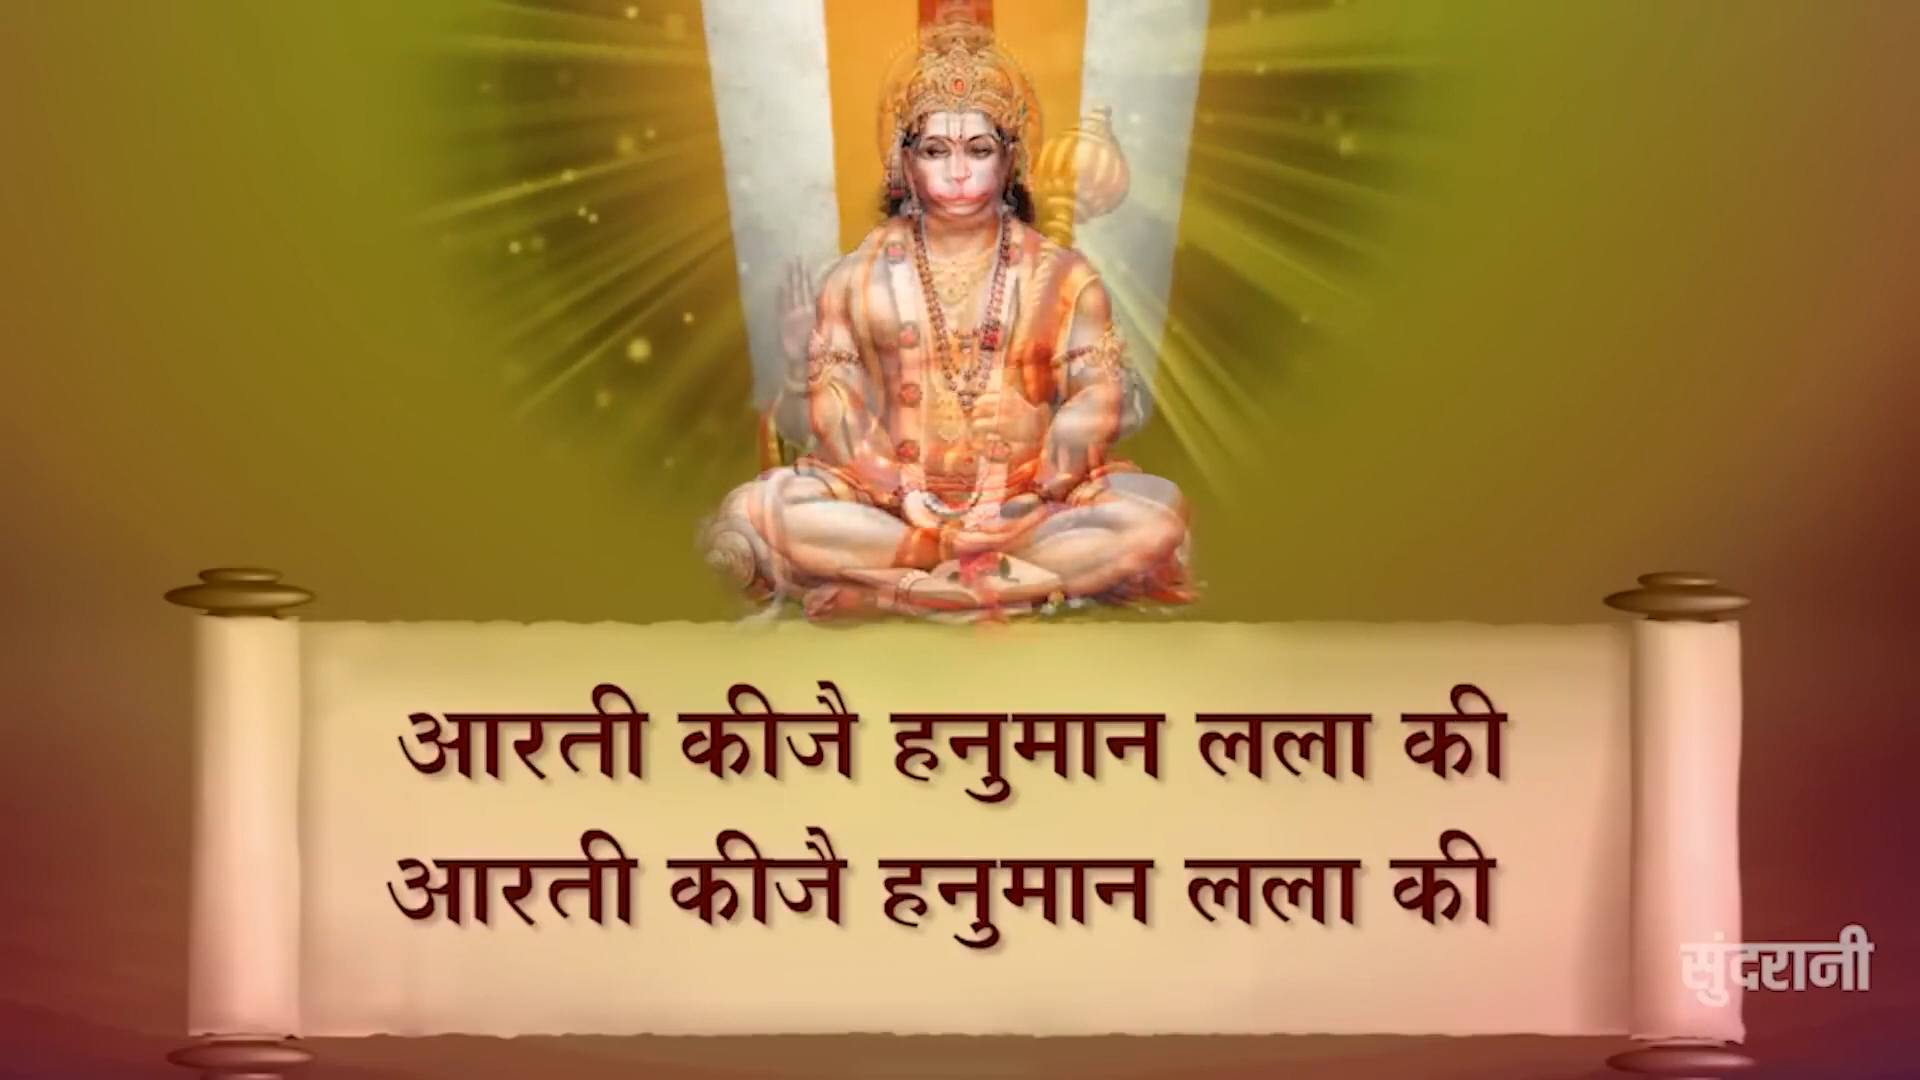 आरती कीजै हनुमान लला की
आरती कीजै हनुमान लला की
सुंदरानी